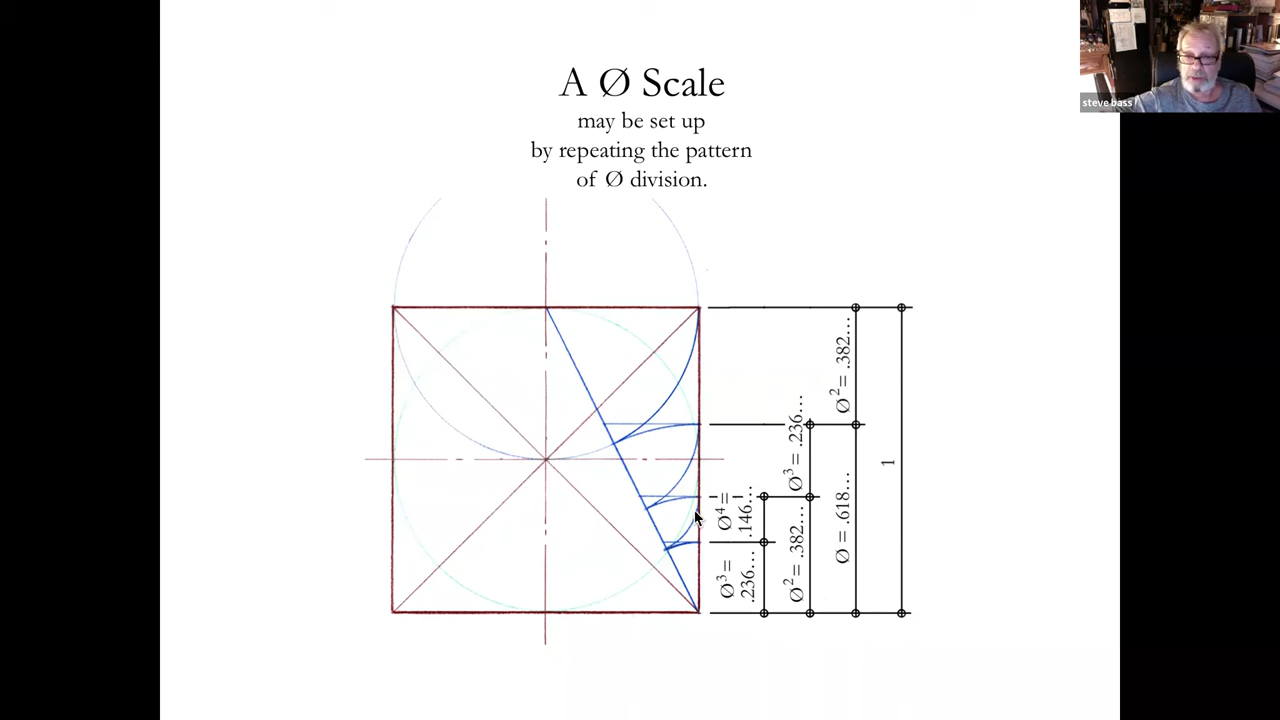 A Ø Scale
may be set up
by repeating the pattern
of Ø division.
steve bass
Ø² = .382...
Ø³ = .236...
1
Ø⁴ =
.146...
Ø = .618...
Ø² = .382...
Ø³ =
.236...